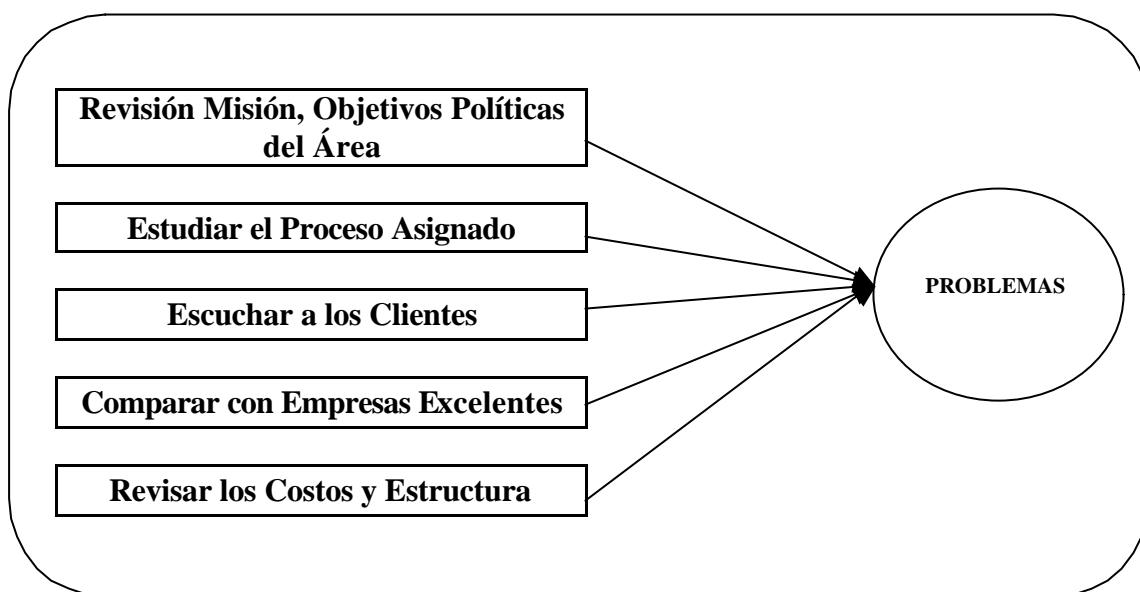 Revisión Misión, Objetivos Políticas
del Área
Estudiar el Proceso Asignado
Escuchar a los Clientes
Comparar con Empresas Excelentes
Revisar los Costos y Estructura
PROBLEMAS